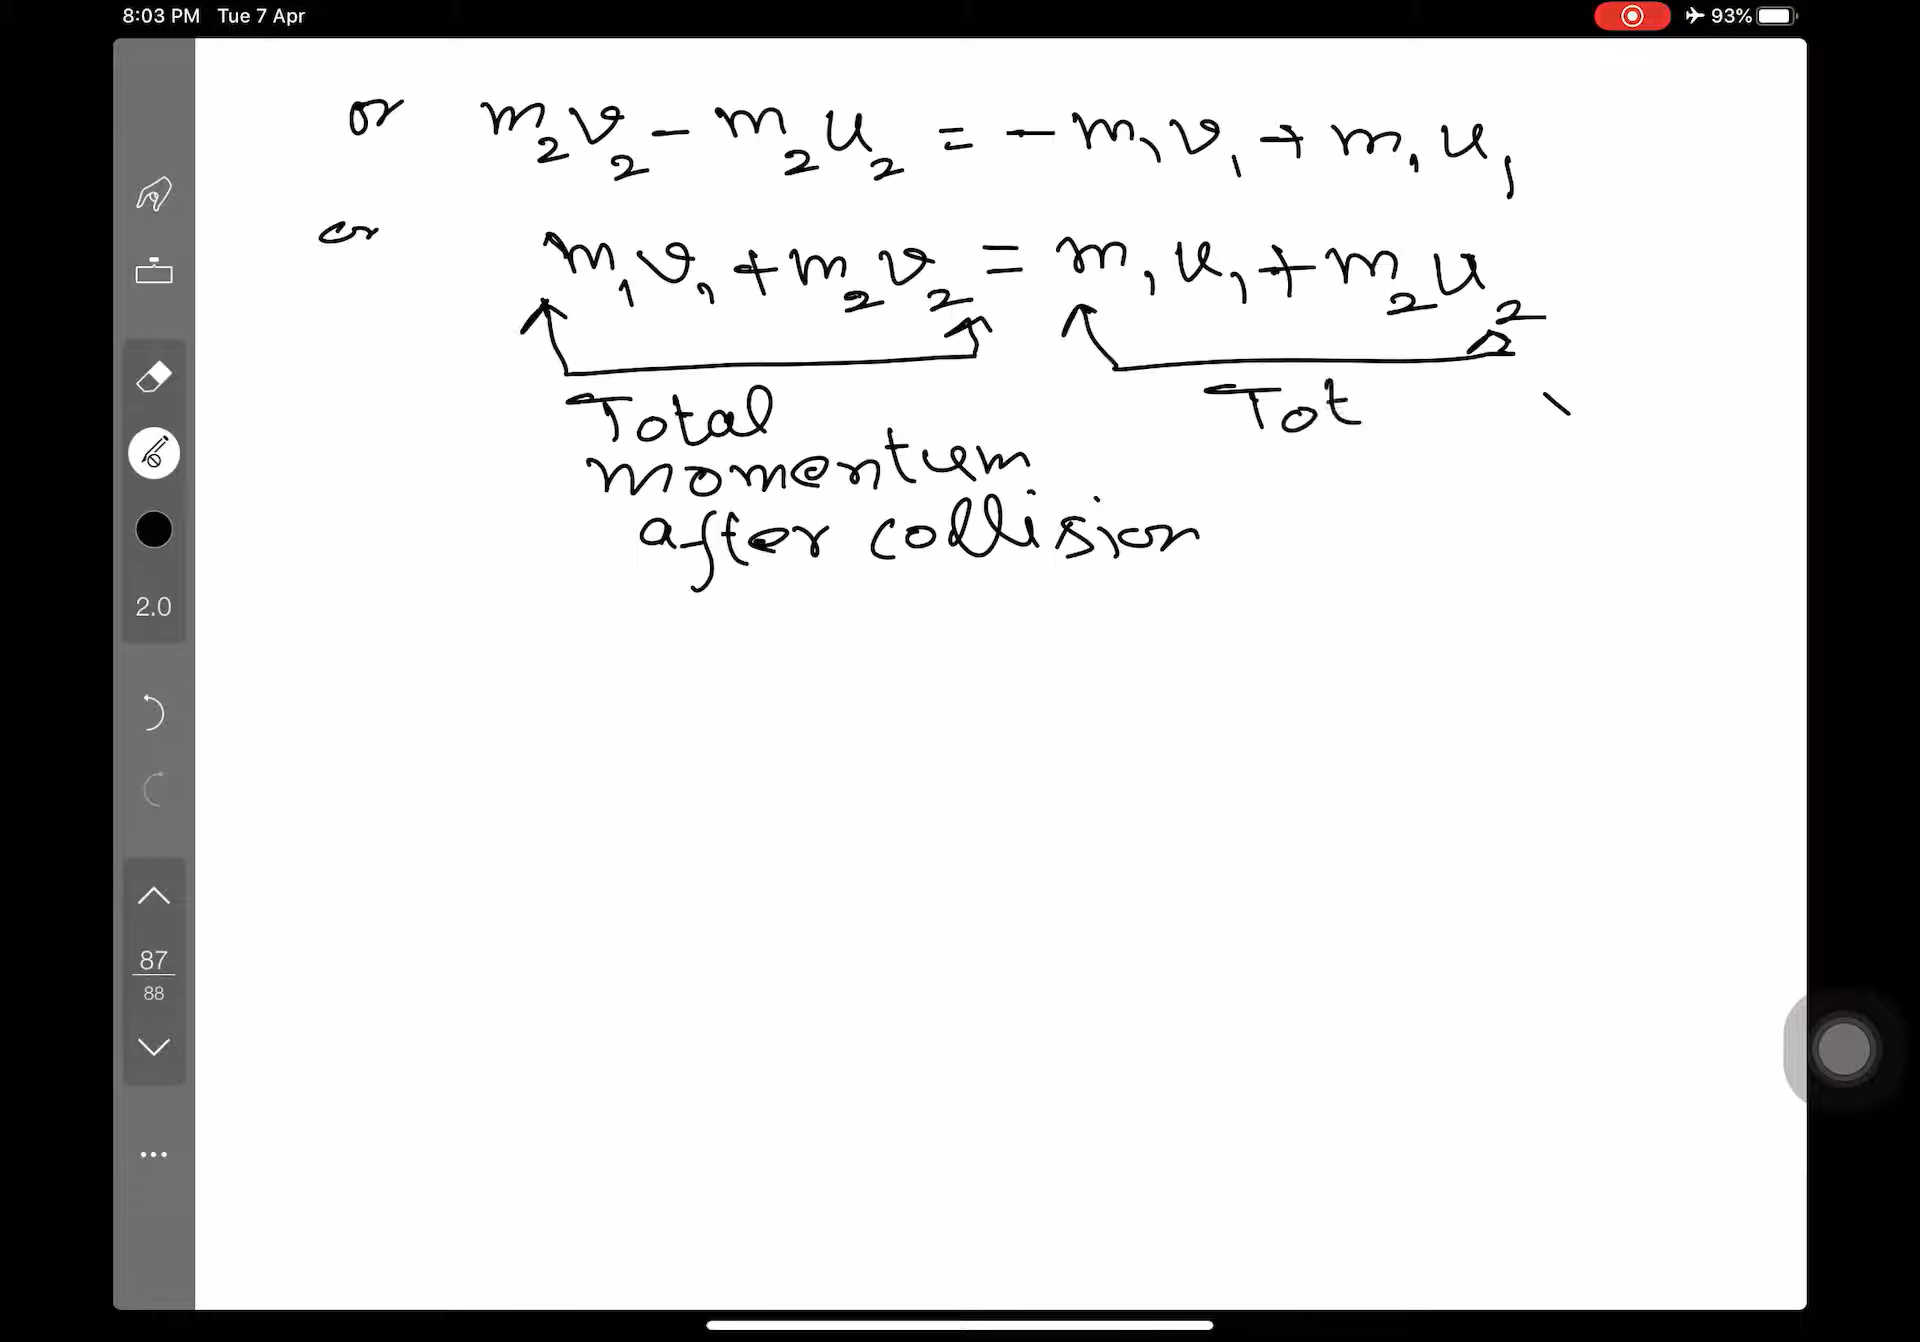 8:03 PM Tue 7 Apr 93%
or m₂v₂ - m₂u₂ = - m₁v₁ + m₁u₁
or m₁v₁ + m₂v₂ = m₁u₁ + m₂u₂
Total Tot
momentum
after collision
2.0
87
88